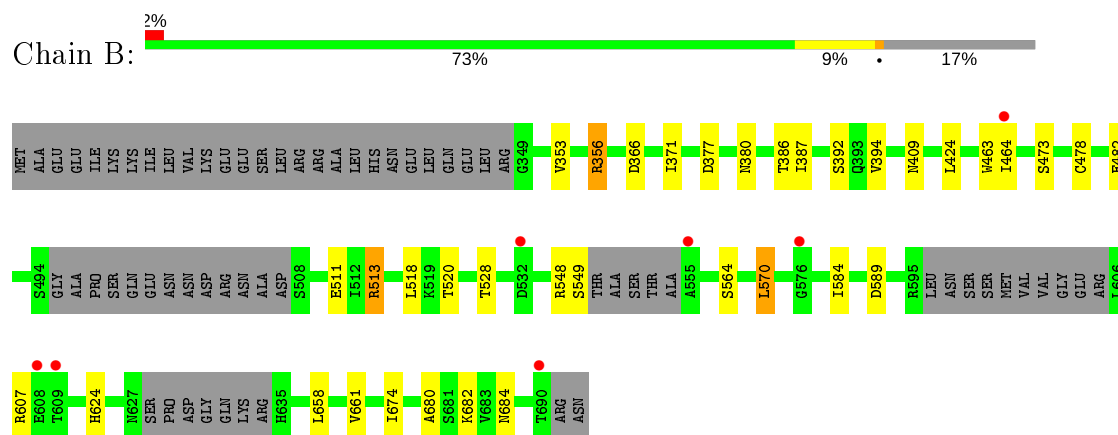 2%
Chain B:
73% 9% • 17%
MET ALA GLU GLU ILE LYS LYS ILE LEU VAL LYS GLU GLU SER LEU ARG ARG ALA LEU HIS ASN GLU LEU GLN GLU LEU ARG G349 V353 R356 D366 I371 D377 N380 T386 I387 S392 Q393 V394 N409 L424 W463 I464 S473 C478
S494 GLY ALA PRO SER GLN GLU ASN ASN ASP ARG ASN ALA ASP S508 E511 I512 R513 L518 K519 T520 T528 D532 R548 S549 THR ALA SER THR ALA A555 S564 L570 G576 I584 D589 R595 LEU ASN SER SER MET VAL VAL GLY GLU ARG L606
R607 E608 T609 H624 N627 SER PRO ASP GLY GLN LYS ARG H635 L658 V661 I674 A680 S681 K682 V683 N684 T690 ARG ASN